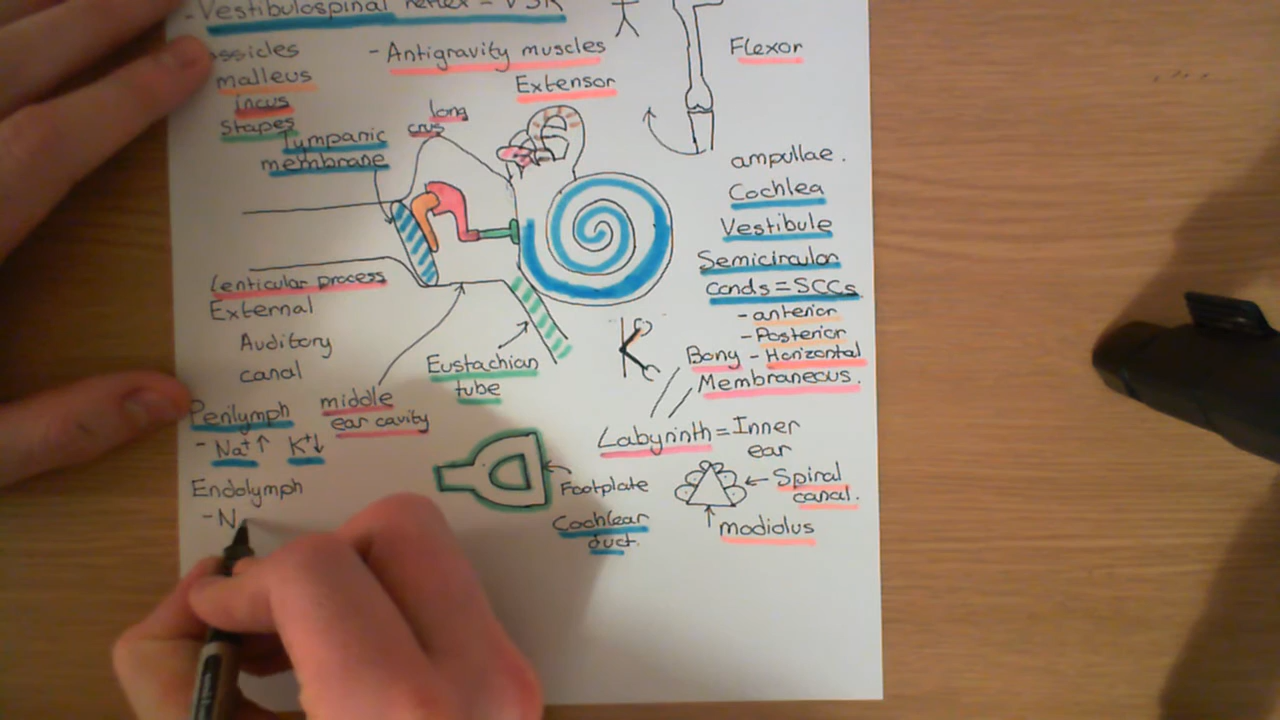 - Vestibulospinal reflex = VSR
ossicles
malleus
incus
Stapes
- Antigravity muscles
Extensor
Flexor
long
crus
Tympanic
membrane
ampullae.
Cochlea
Vestibule
Semicircular
canals = SCCs
- anterior
- Posterior
- Horizontal
Bony
Membraneous.
Labyrinth = Inner
ear
Lenticular process
External
Auditory
canal
Eustachian
tube
middle
ear cavity
Perilymph
- Na+↑ K+↓
Endolymph
- N
Footplate
Cochlear
duct.
Spiral
canal.
Modiolus